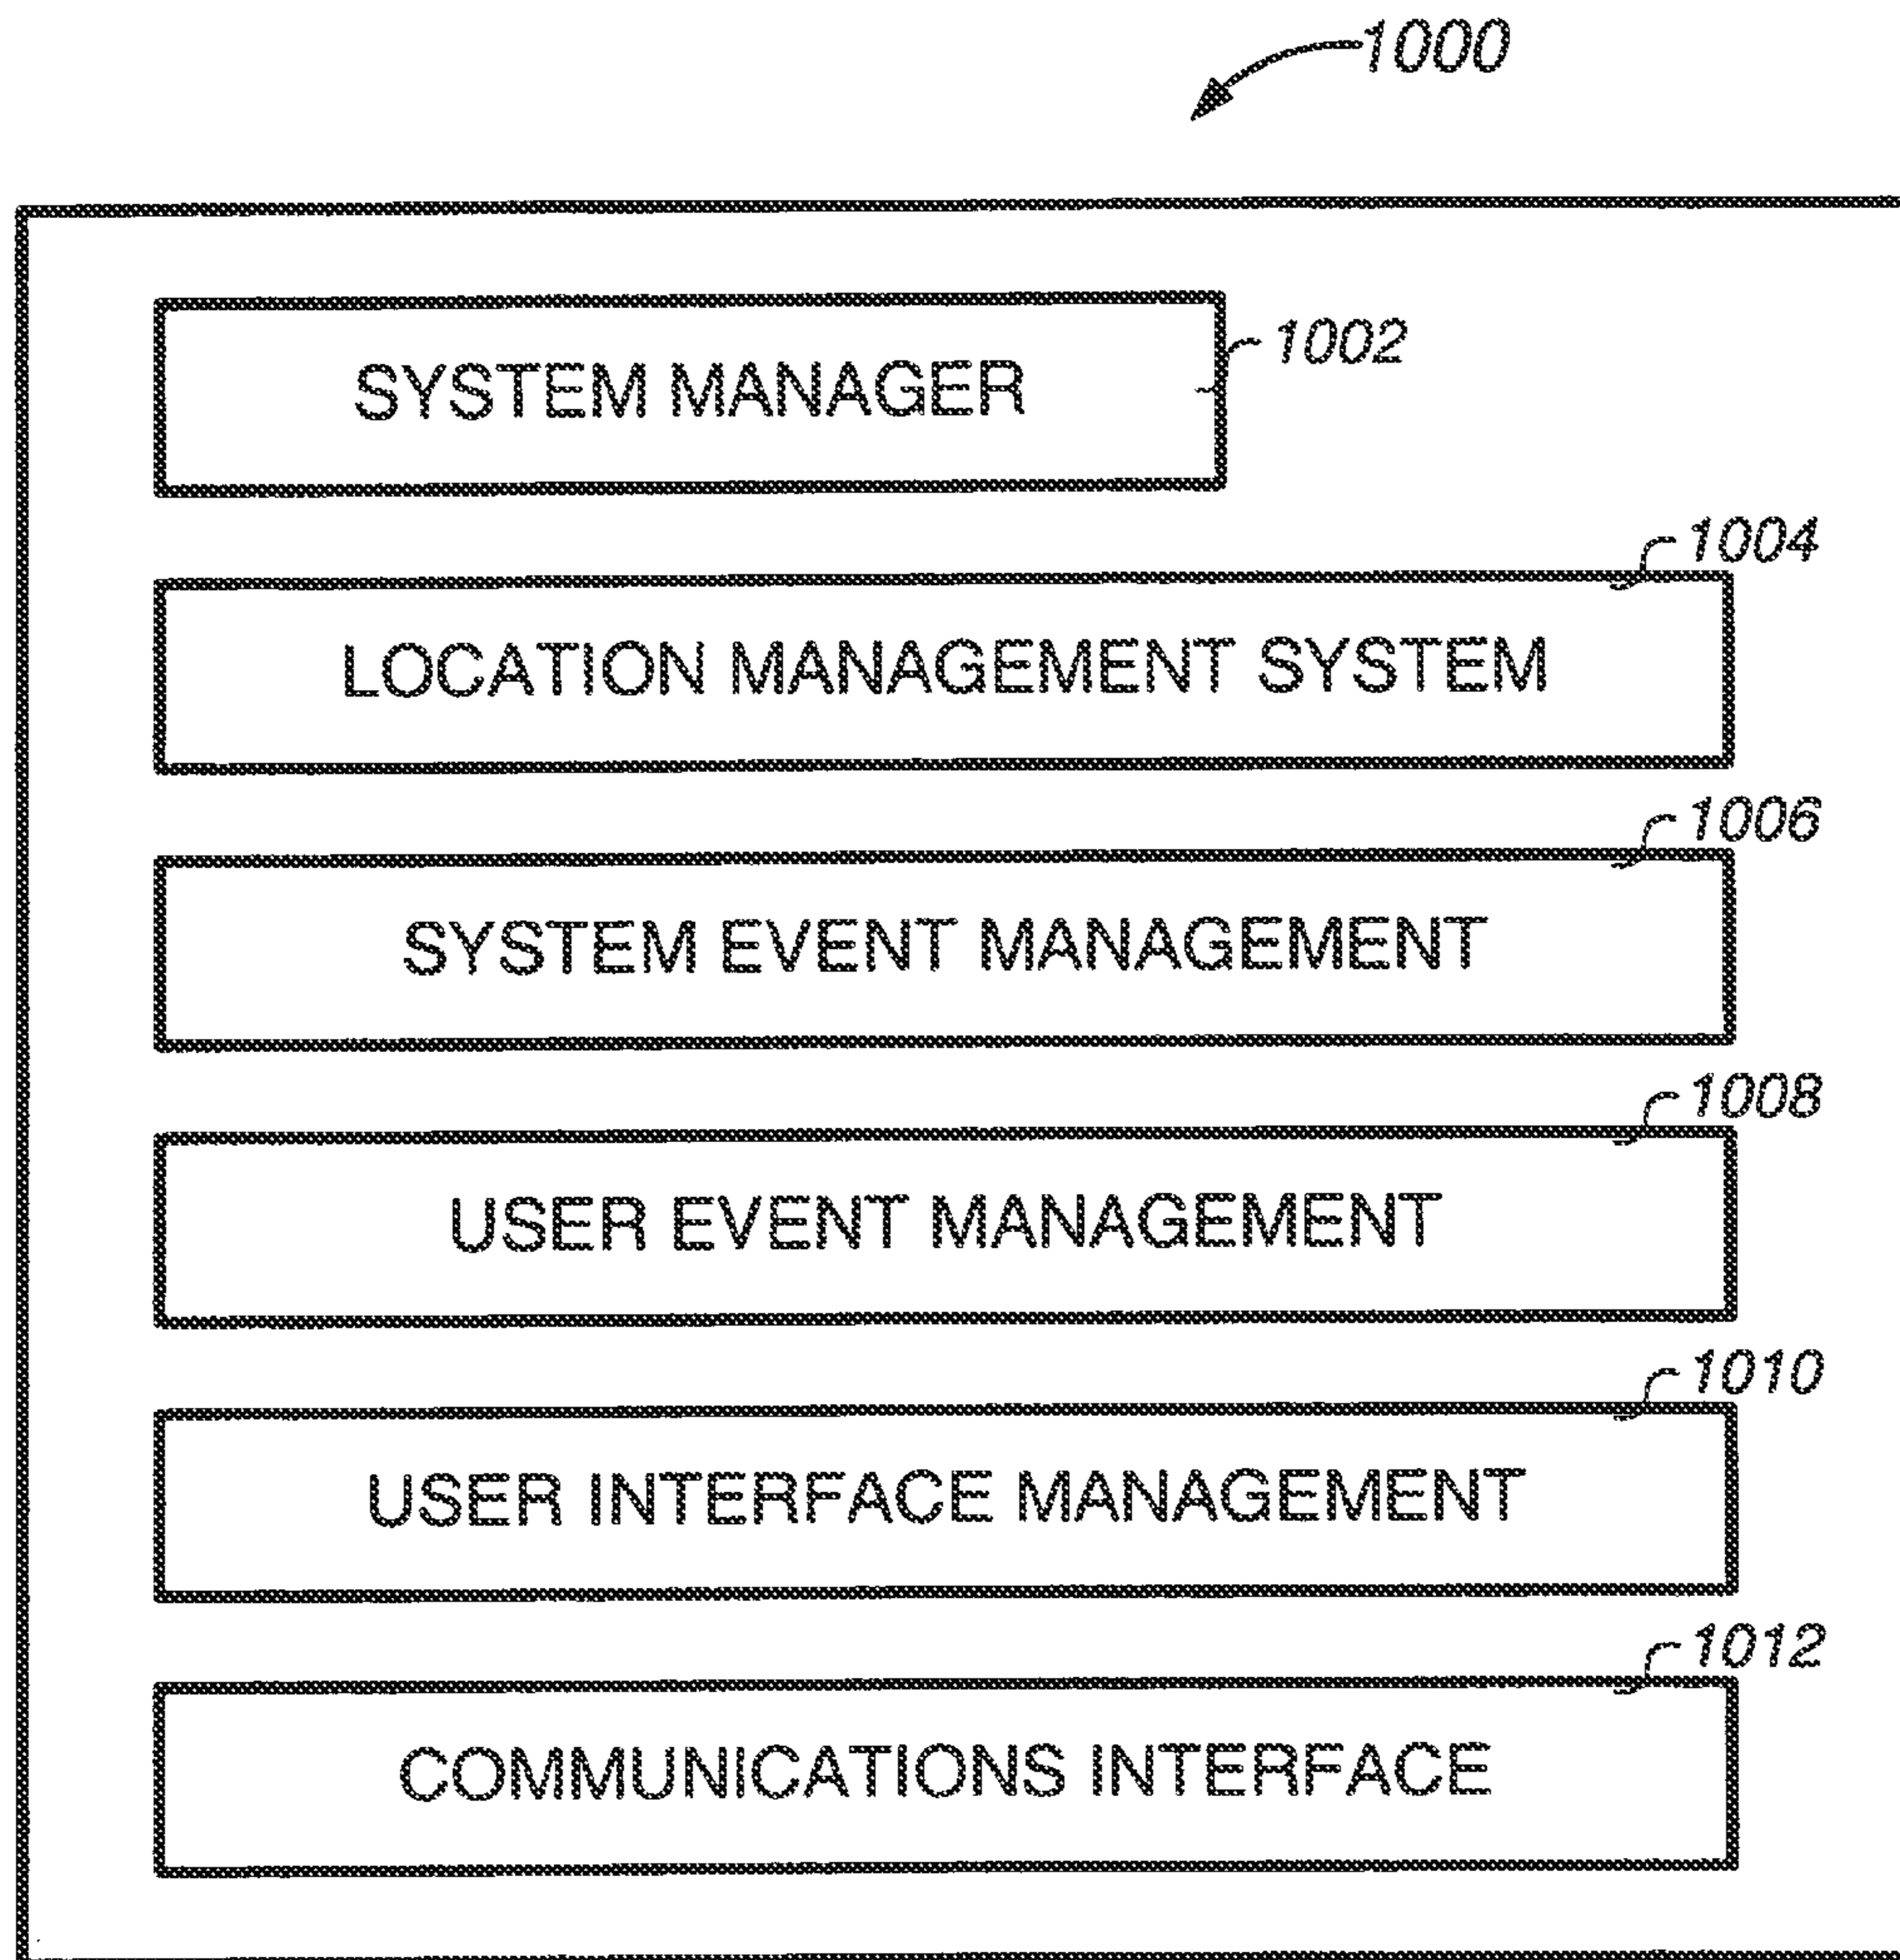 1000
SYSTEM MANAGER
1002
1004
LOCATION MANAGEMENT SYSTEM
1006
SYSTEM EVENT MANAGEMENT
1008
USER EVENT MANAGEMENT
1010
USER INTERFACE MANAGEMENT
1012
COMMUNICATIONS INTERFACE